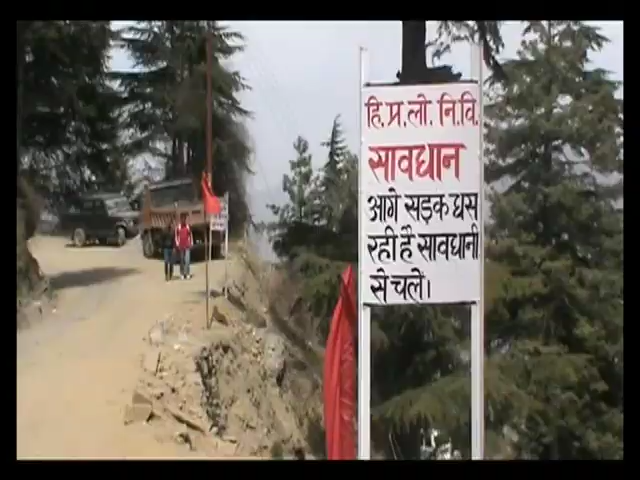 हि.प्र.लो. नि.वि.
सावधान
आगे सड़क धस
रही है सावधानी
से चले।